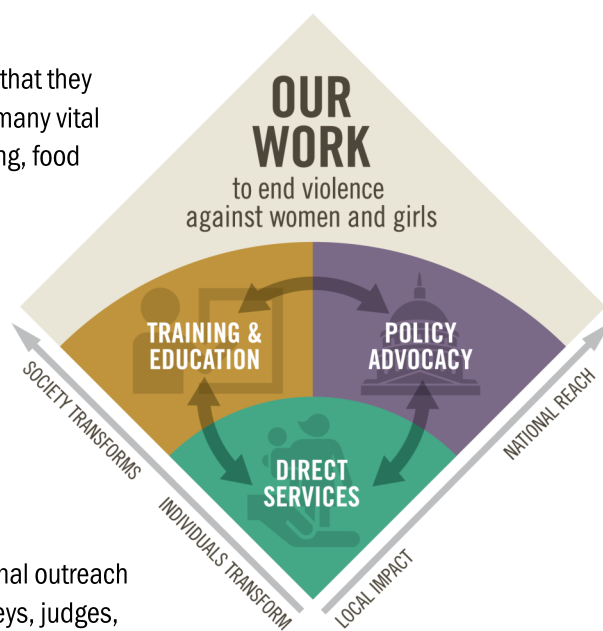 that they
many vital
ng, food
OUR
WORK
to end violence
against women and girls
TRAINING &
EDUCATION
POLICY
ADVOCACY
DIRECT
SERVICES
SOCIETY TRANSFORMS
INDIVIDUALS TRANSFORM
LOCAL IMPACT
NATIONAL REACH
nal outreach
eys, judges,